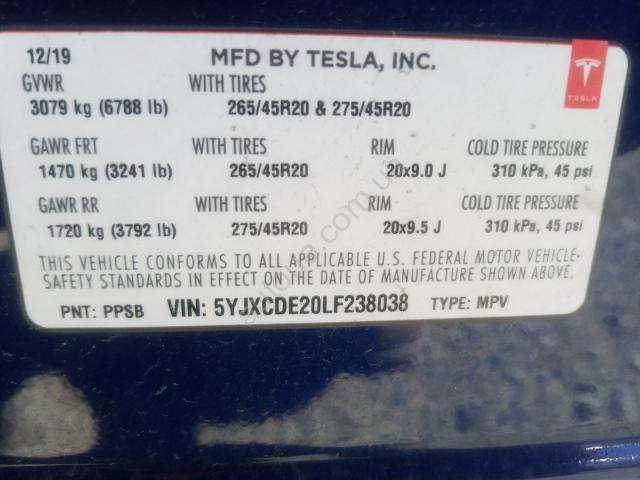 12/19 MFD BY TESLA, INC.
GVWR WITH TIRES
3079 kg (6788 lb) 265/45R20 & 275/45R20
TESLA
GAWR FRT WITH TIRES RIM COLD TIRE PRESSURE
1470 kg (3241 lb) 265/45R20 20x9.0 J 310 kPa, 45 psi
GAWR RR WITH TIRES RIM COLD TIRE PRESSURE
1720 kg (3792 lb) 275/45R20 20x9.5 J 310 kPa, 45 psi
THIS VEHICLE CONFORMS TO ALL APPLICABLE U.S. FEDERAL MOTOR VEHICLE-
SAFETY STANDARDS IN EFFECT ON THE DATE OF MANUFACTURE SHOWN ABOVE.
PNT: PPSB VIN: 5YJXCDE20LF238038 TYPE: MPV